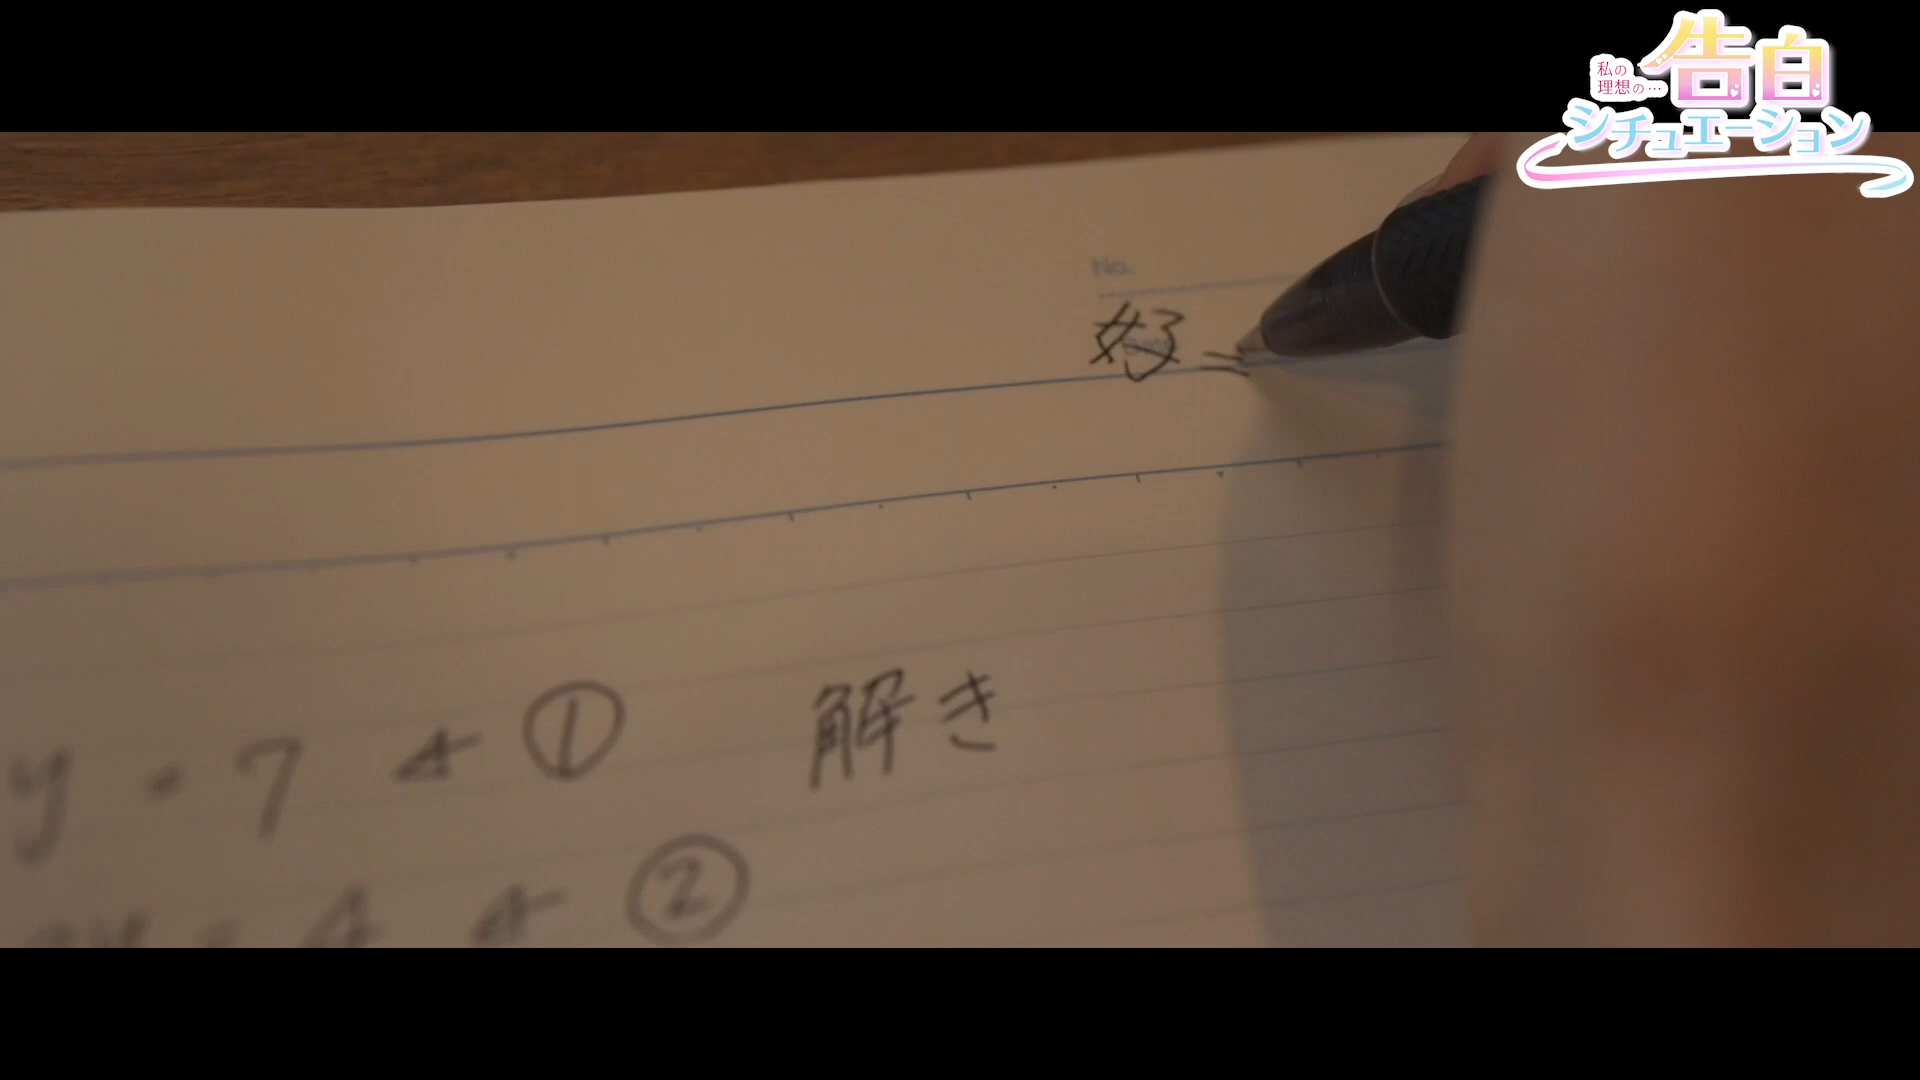 私の
理想の…
告白
シチュエーション
No.
好
y = 7 ← ①
解き
4 ← ②